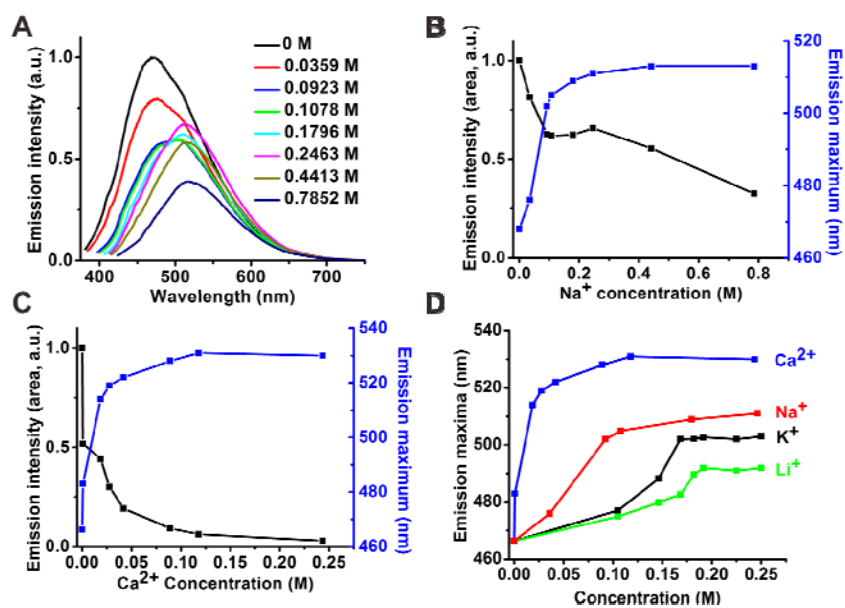 A
Emission intensity (a.u.)
1.0
0.5
0.0
400 500 600 700
Wavelength (nm)
0 M
0.0359 M
0.0923 M
0.1078 M
0.1796 M
0.2463 M
0.4413 M
0.7852 M
B
Emission intensity (area, a.u.)
1.0
0.5
0.0
0.0 0.2 0.4 0.6 0.8
Na⁺ concentration (M)
520
500
480
460
Emission maximum (nm)
C
Emission intensity (area, a.u.)
1.0
0.5
0.0
0.00 0.05 0.10 0.15 0.20 0.25
Ca²⁺ Concentration (M)
540
520
500
480
460
Emission maximum (nm)
D
Emission maxima (nm)
540
520
500
480
460
0.00 0.05 0.10 0.15 0.20 0.25
Concentration (M)
Ca²⁺
Na⁺
K⁺
Li⁺